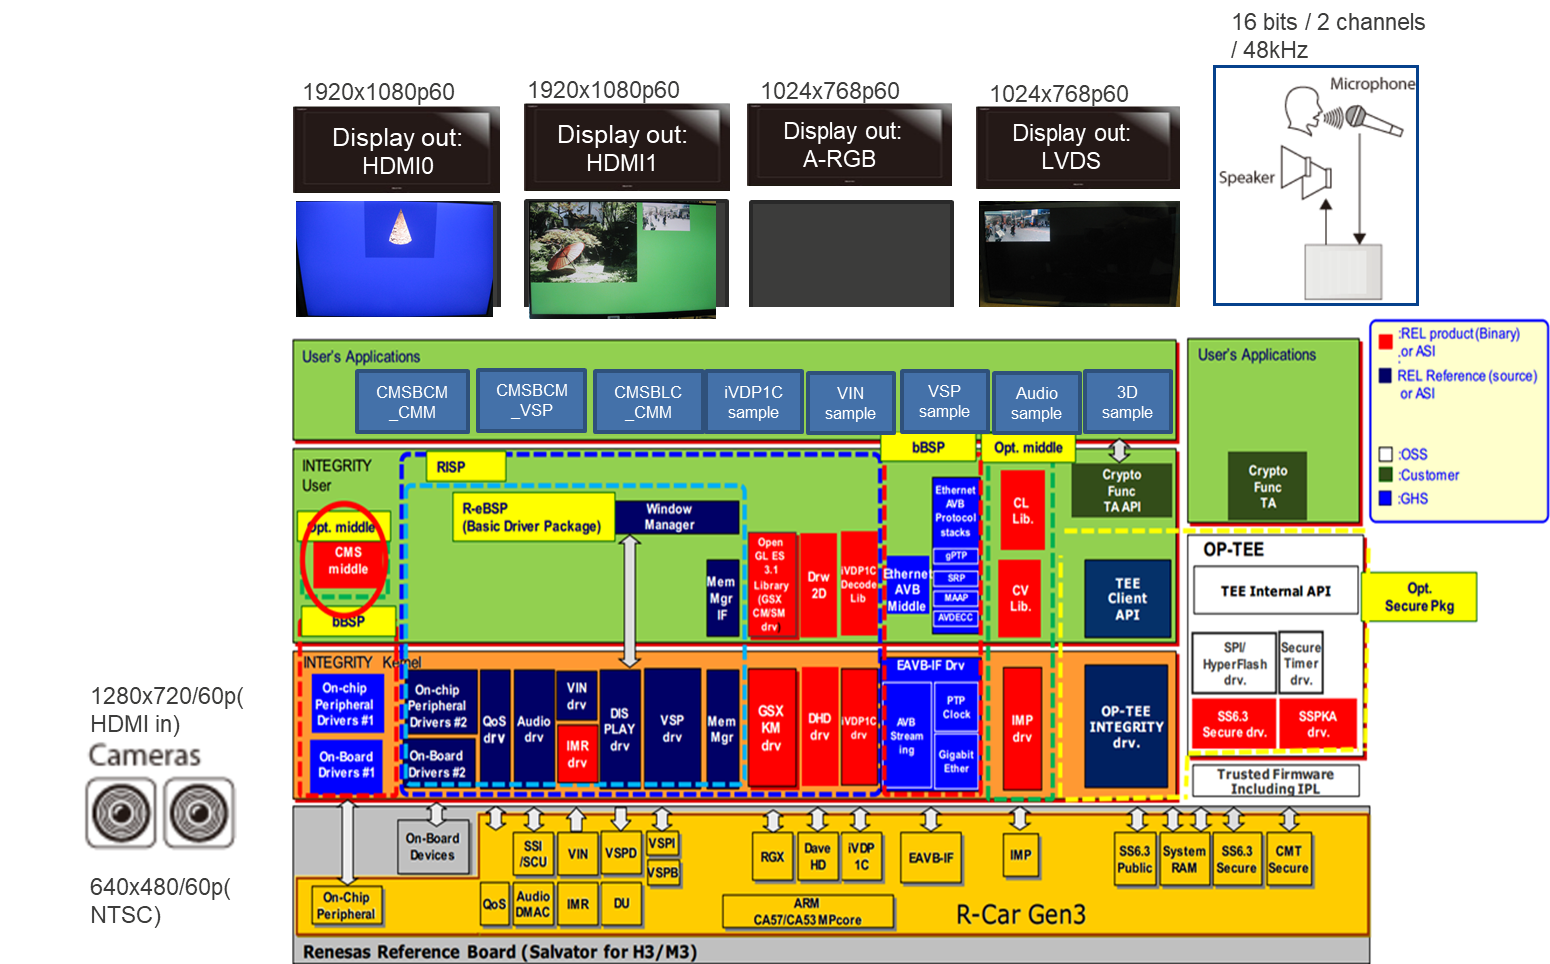 16 bits / 2 channels
/ 48kHz
1920x1080p60
1920x1080p60
1024x768p60
1024x768p60
Display out:
HDMI0
Display out:
HDMI1
Display out:
A-RGB
Display out:
LVDS
Microphone
Speaker
:REL product(Binary)
or ASI
:
REL Reference (source)
or ASI
:OSS
:Customer
:GHS
User's Applications
CMSBCM
_CMM
CMSBCM
_VSP
CMSBLC
_CMM
iVDP1C
sample
VIN
sample
VSP
sample
Audio
sample
3D
sample
User's Applications
Crypto
Func
TA
INTEGRITY
User
Opt. middle
CMS
middle
bBSP
RISP
R-eBSP
(Basic Driver Package)
Window
Manager
Mem
Mgr
IF
Open
GL ES
3.1
Library
(GSX
CM/SM
drv)
Drw
2D
iVDP1C
Decode
Lib
bBSP
Ethernet
AVB
Middle
Ethernet
AVB
Protocol
stacks
gPTP
SRP
MAAP
AVDECC
Opt. middle
CL
Lib.
CV
Lib.
Crypto
Func
TA API
TEE
Client
API
OP-TEE
TEE Internal API
SPI/
HyperFlash
drv.
Secure
Timer
drv.
SS6.3
Secure drv.
SSPKA
drv.
Opt.
Secure Pkg
Trusted Firmware
Including IPL
INTEGRITY Kernel
On-chip
Peripheral
Drivers #1
On-Board
Drivers #1
On-chip
Peripheral
Drivers #2
On-Board
Drivers #2
QoS
drv
Audio
drv
VIN
drv
IMR
drv
DIS
PLAY
drv
VSP
drv
Mem
Mgr
GSX
KM
drv
DHD
drv
iVDP1C
drv
EAVB-IF Drv
AVB
Stream
ing
PTP
Clock
Gigabit
Ether
IMP
drv
OP-TEE
INTEGRITY
drv.
1280x720/60p(
HDMI in)
Cameras
640x480/60p(
NTSC)
On-Board
Devices
On-Chip
Peripheral
QoS
SSI
/SCU
Audio
DMAC
VIN
IMR
VSPD
DU
VSPI
VSPB
RGX
Dave
HD
iVDP
1C
EAVB-IF
IMP
SS6.3
Public
System
RAM
SS6.3
Secure
CMT
Secure
ARM
CA57/CA53 MPcore
R-Car Gen3
Renesas Reference Board (Salvator for H3/M3)